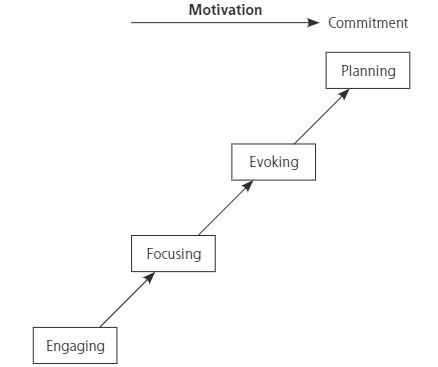 Motivation
Commitment
Planning
Evoking
Focusing
Engaging